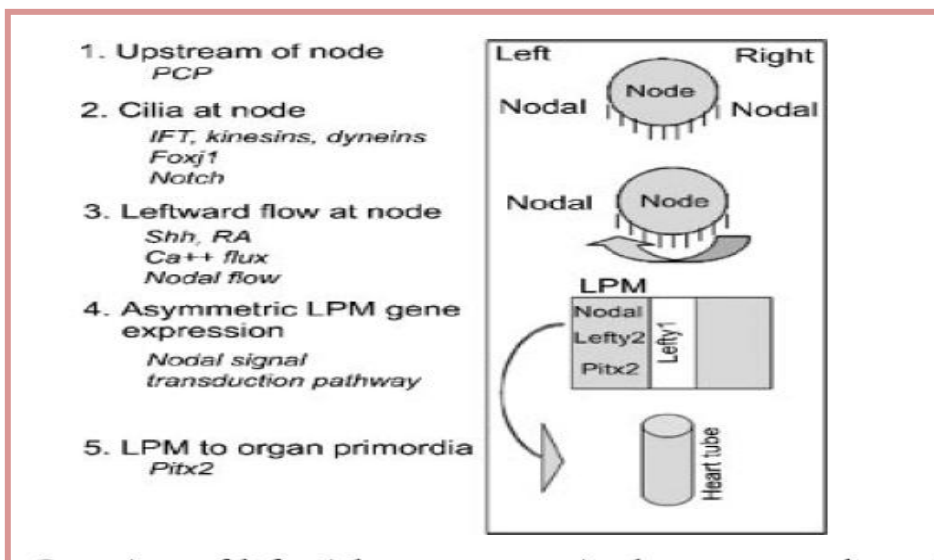 1. Upstream of node
PCP
2. Cilia at node
IFT, kinesins, dyneins
Foxj1
Notch
3. Leftward flow at node
Shh, RA
Ca++ flux
Nodal flow
4. Asymmetric LPM gene
expression
Nodal signal
transduction pathway
5. LPM to organ primordia
Pitx2
Left Right
Node
Nodal Nodal
Nodal Node
LPM
Nodal
Lefty2
Pitx2
Lefty1
Heart tube